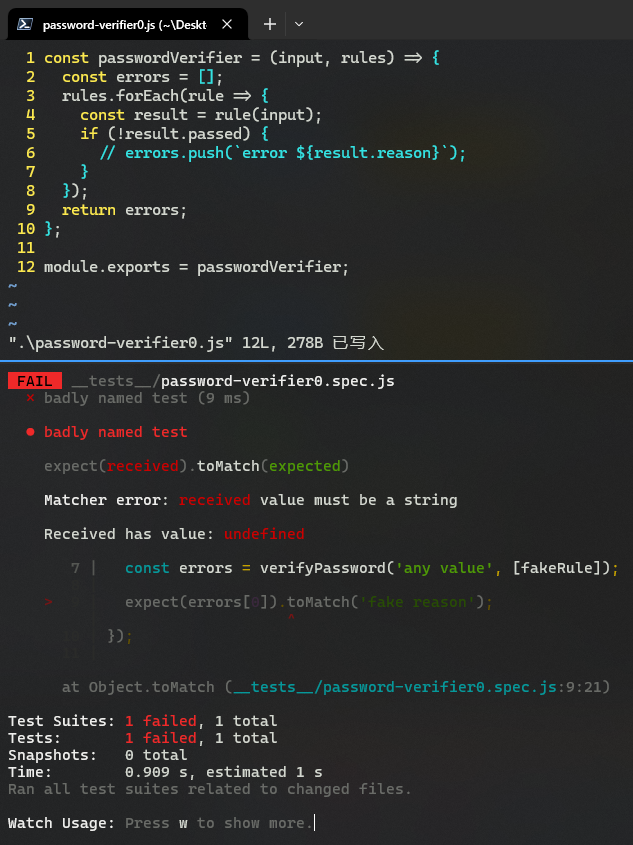 password-verifier0.js (~\Deskt
1 const passwordVerifier = (input, rules) => {
2 const errors = [];
3 rules.forEach(rule => {
4 const result = rule(input);
5 if (!result.passed) {
6 // errors.push(`error ${result.reason}`);
7 }
8 });
9 return errors;
10 };
11
12 module.exports = passwordVerifier;
~
~
~
".\password-verifier0.js" 12L, 278B 已写入
FAIL __tests__/password-verifier0.spec.js
× badly named test (9 ms)
● badly named test
expect(received).toMatch(expected)
Matcher error: received value must be a string
Received has value: undefined
7 | const errors = verifyPassword('any value', [fakeRule]);
> expect(errors[0]).toMatch('fake reason');
^
10 });
11
at Object.toMatch (__tests__/password-verifier0.spec.js:9:21)
Test Suites: 1 failed, 1 total
Tests: 1 failed, 1 total
Snapshots: 0 total
Time: 0.909 s, estimated 1 s
Ran all test suites related to changed files.
Watch Usage: Press w to show more.